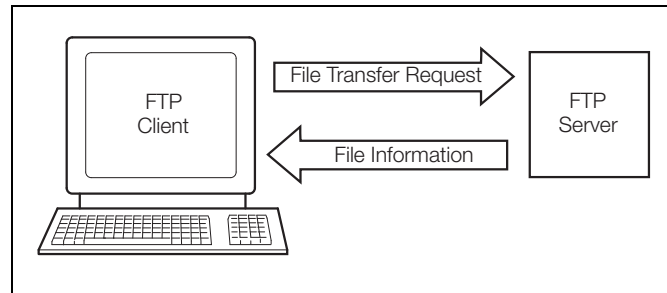 FTP
Client
File Transfer Request
File Information
FTP
Server